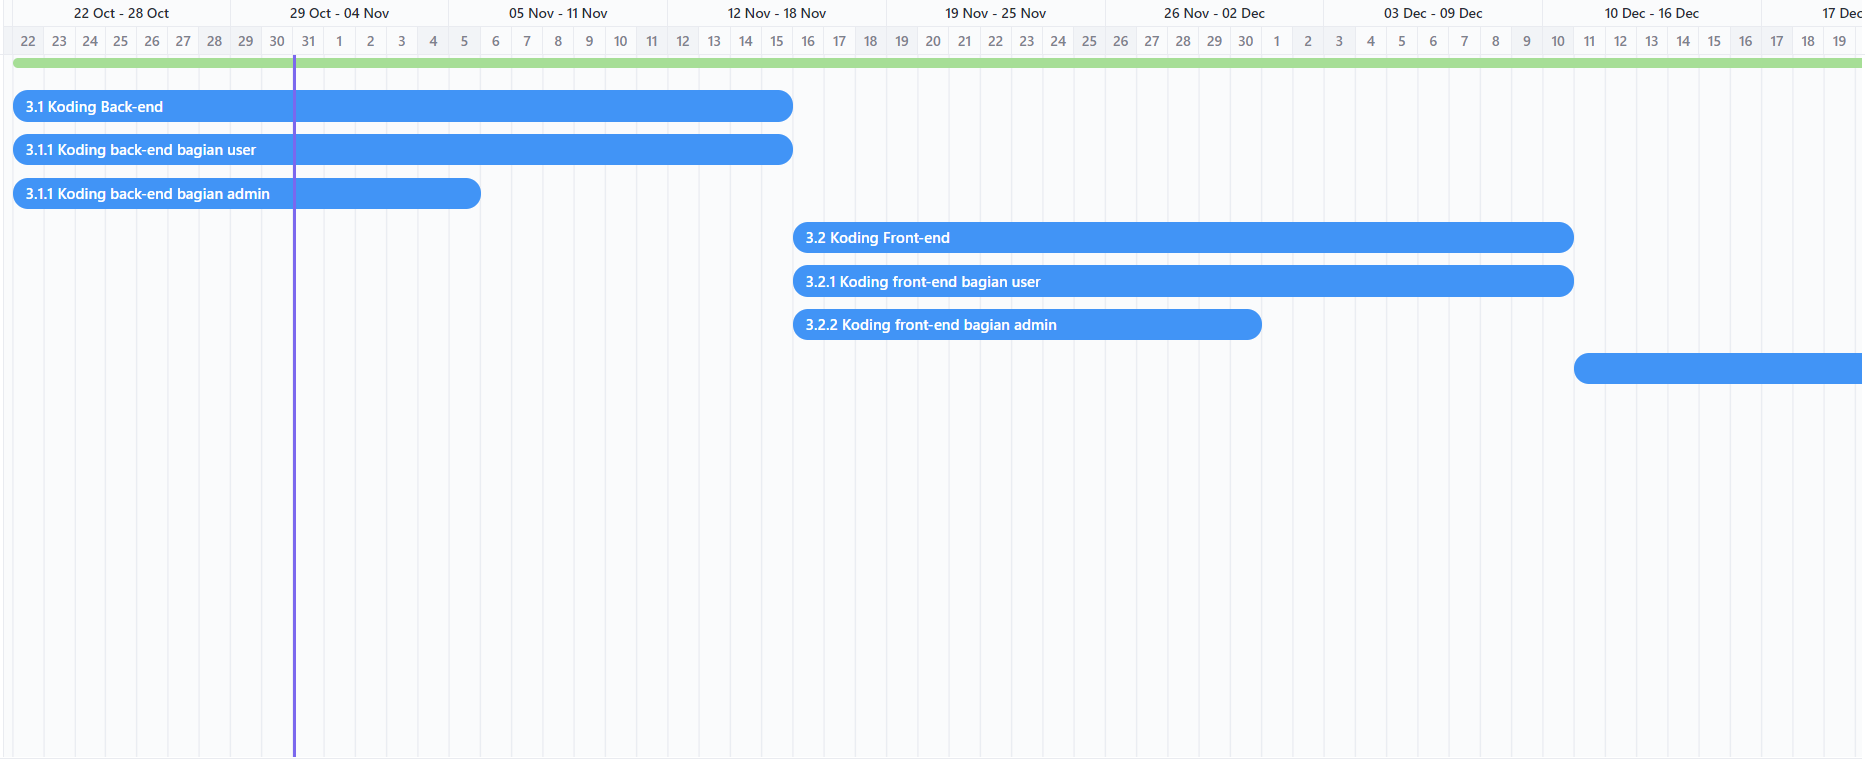 22 Oct - 28 Oct 29 Oct - 04 Nov 05 Nov - 11 Nov 12 Nov - 18 Nov 19 Nov - 25 Nov 26 Nov - 02 Dec 03 Dec - 09 Dec 10 Dec - 16 Dec 17 Dec
22 23 24 25 26 27 28 29 30 31 1 2 3 4 5 6 7 8 9 10 11 12 13 14 15 16 17 18 19 20 21 22 23 24 25 26 27 28 29 30 1 2 3 4 5 6 7 8 9 10 11 12 13 14 15 16 17 18 19
3.1 Koding Back-end
3.1.1 Koding back-end bagian user
3.1.1 Koding back-end bagian admin
3.2 Koding Front-end
3.2.1 Koding front-end bagian user
3.2.2 Koding front-end bagian admin